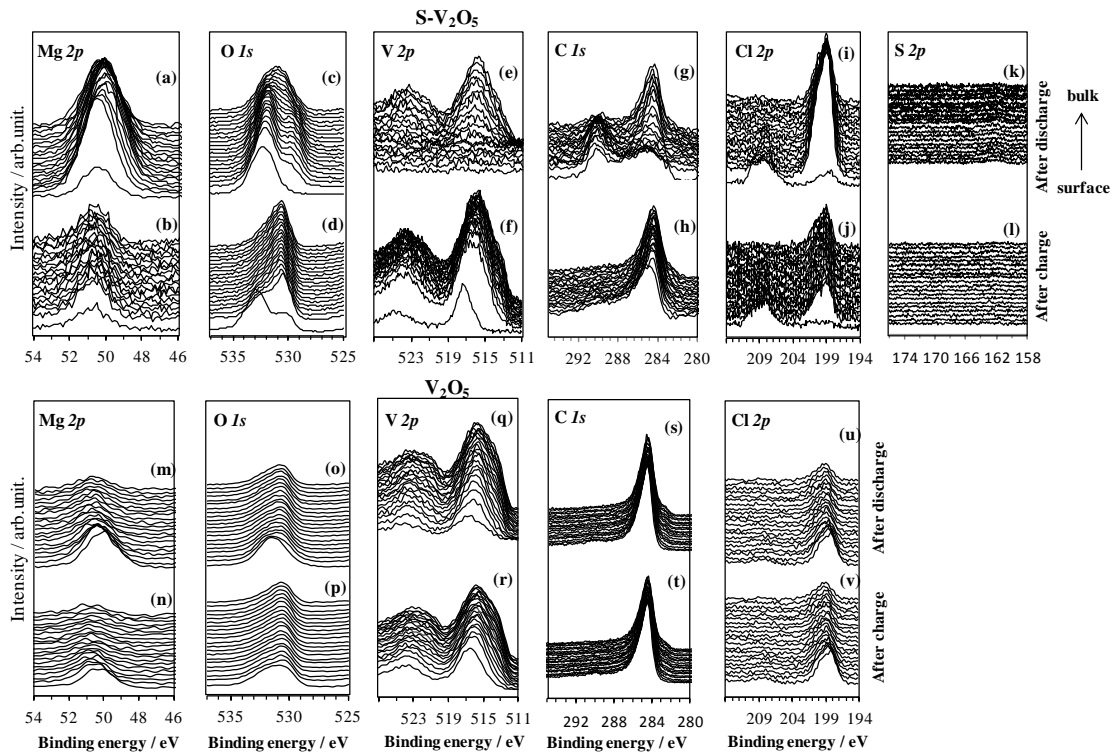 S-V₂O₅
Mg 2p
O 1s
V 2p
C 1s
Cl 2p
S 2p
(a)
(c)
(e)
(g)
(i)
(k)
After discharge
bulk
surface
Intensity / arb.unit.
(b)
(d)
(f)
(h)
(j)
(l)
After charge
54 52 50 48 46
535 530 525
523 519 515 511
292 288 284 280
209 204 199 194
174 170 166 162 158
V₂O₅
Mg 2p
O 1s
V 2p
C 1s
Cl 2p
(m)
(o)
(q)
(s)
(u)
After discharge
Intensity / arb.unit.
(n)
(p)
(r)
(t)
(v)
After charge
54 52 50 48 46
535 530 525
523 519 515 511
292 288 284 280
209 204 199 194
Binding energy / eV
Binding energy / eV
Binding energy / eV
Binding energy / eV
Binding energy / eV